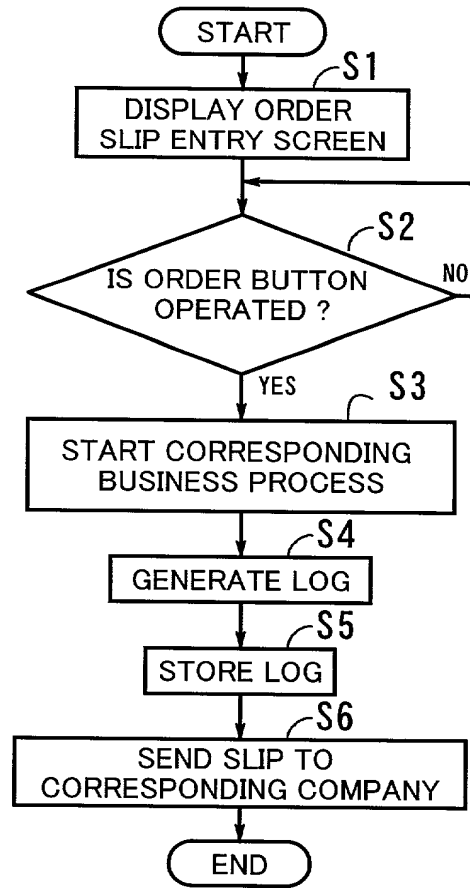 START
S1
DISPLAY ORDER
SLIP ENTRY SCREEN
S2
IS ORDER BUTTON
OPERATED ?
NO
YES
S3
START CORRESPONDING
BUSINESS PROCESS
S4
GENERATE LOG
S5
STORE LOG
S6
SEND SLIP TO
CORRESPONDING COMPANY
END